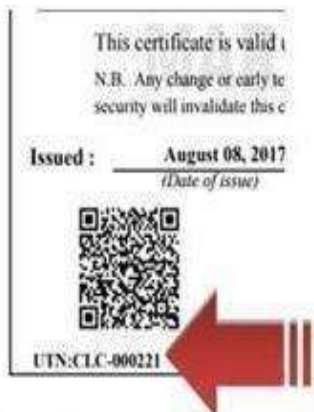 This certificate is valid
N.B. Any change or early te
security will invalidate this c
Issued : August 08, 2017
(Date of issue)
UTN:CLC-000221